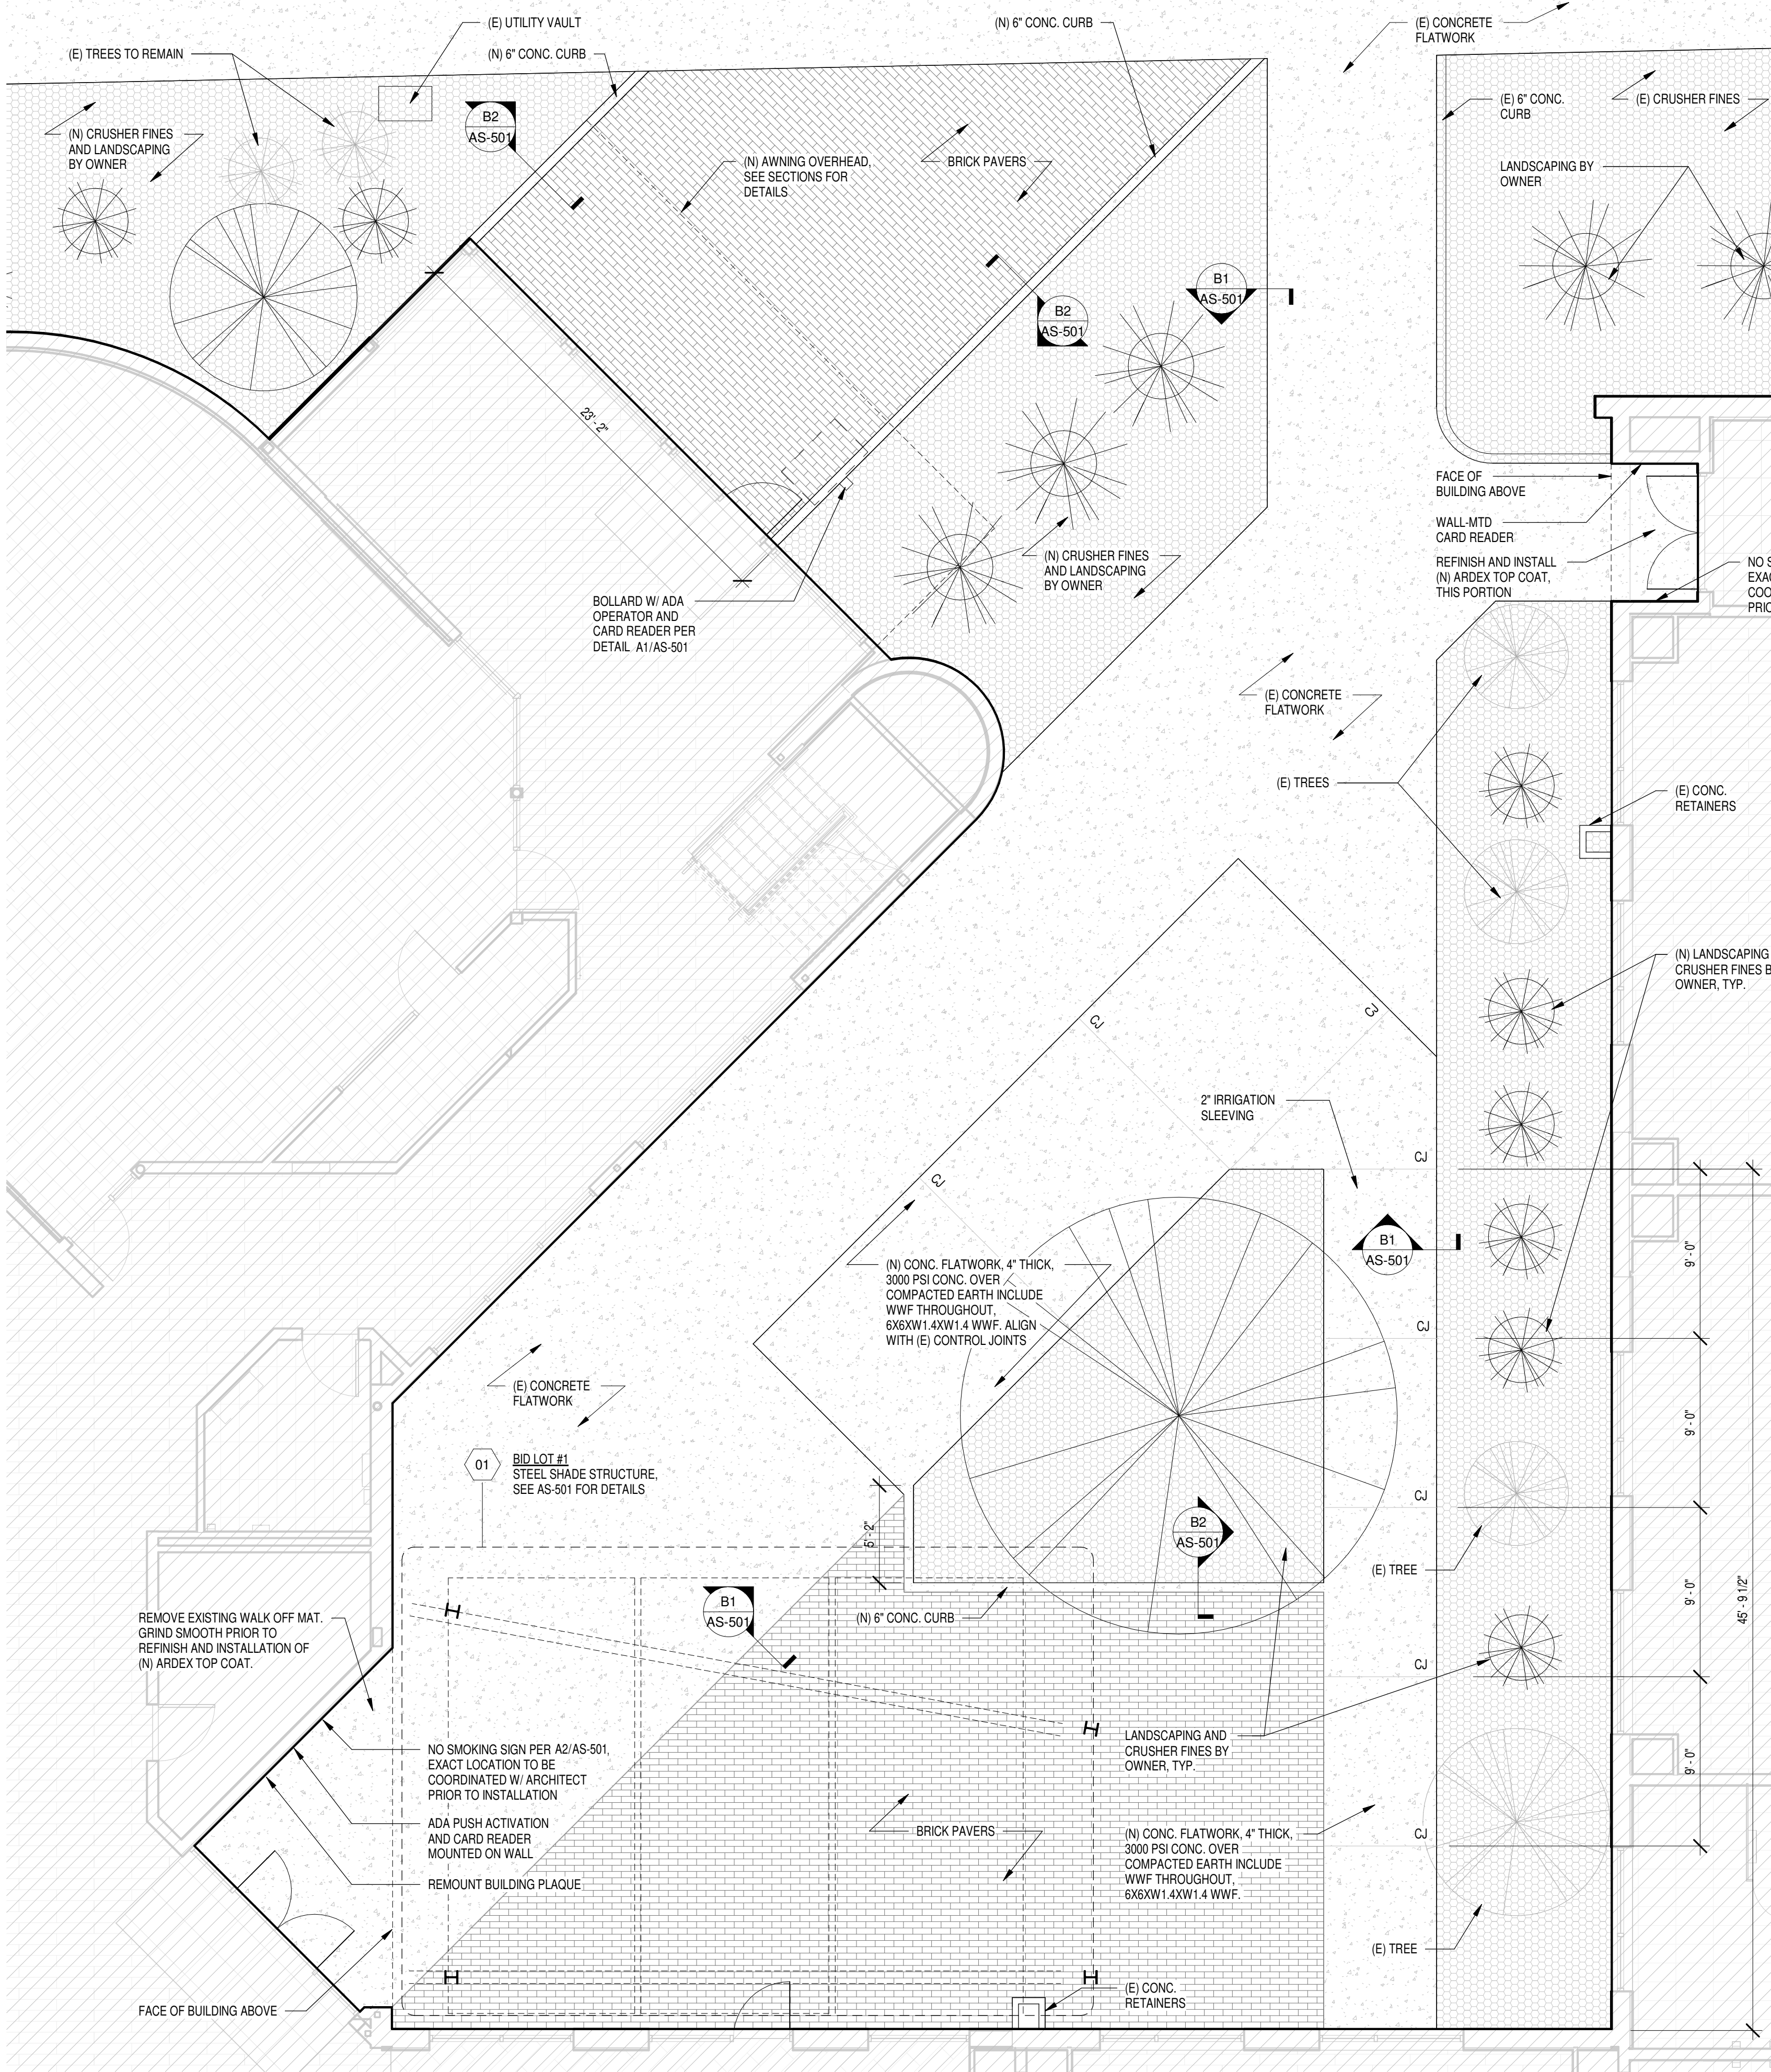 (E) UTILITY VAULT
(N) 6" CONC. CURB
(E) CONCRETE
FLATWORK
(E) TREES TO REMAIN
(N) 6" CONC. CURB
(E) 6" CONC.
CURB
(E) CRUSHER FINES
B2
AS-501
(N) CRUSHER FINES
AND LANDSCAPING
BY OWNER
(N) AWNING OVERHEAD,
SEE SECTIONS FOR
DETAILS
BRICK PAVERS
LANDSCAPING BY
OWNER
B1
AS-501
B2
AS-501
23' - 2"
FACE OF
BUILDING ABOVE
WALL-MTD
CARD READER
REFINISH AND INSTALL
(N) ARDEX TOP COAT,
THIS PORTION
NO S
EXAC
COO
PRIC
(N) CRUSHER FINES
AND LANDSCAPING
BY OWNER
BOLLARD W/ ADA
OPERATOR AND
CARD READER PER
DETAIL A1/AS-501
(E) CONCRETE
FLATWORK
(E) TREES
(E) CONC.
RETAINERS
(N) LANDSCAPING
CRUSHER FINES B
OWNER, TYP.
CJ
CJ
2" IRRIGATION
SLEEVING
CJ
CJ
B1
AS-501
9' - 0"
(N) CONC. FLATWORK, 4" THICK,
3000 PSI CONC. OVER
COMPACTED EARTH INCLUDE
WWF THROUGHOUT,
6X6XW1.4XW1.4 WWF. ALIGN
WITH (E) CONTROL JOINTS
CJ
(E) CONCRETE
FLATWORK
9' - 0"
01
BID LOT #1
STEEL SHADE STRUCTURE,
SEE AS-501 FOR DETAILS
CJ
5' - 2"
B2
AS-501
(E) TREE
9' - 0"
45' - 9 1/2"
B1
AS-501
(N) 6" CONC. CURB
REMOVE EXISTING WALK OFF MAT.
GRIND SMOOTH PRIOR TO
REFINISH AND INSTALLATION OF
(N) ARDEX TOP COAT.
CJ
LANDSCAPING AND
CRUSHER FINES BY
OWNER, TYP.
9' - 0"
NO SMOKING SIGN PER A2/AS-501,
EXACT LOCATION TO BE
COORDINATED W/ ARCHITECT
PRIOR TO INSTALLATION
ADA PUSH ACTIVATION
AND CARD READER
MOUNTED ON WALL
BRICK PAVERS
(N) CONC. FLATWORK, 4" THICK,
3000 PSI CONC. OVER
COMPACTED EARTH INCLUDE
WWF THROUGHOUT,
6X6XW1.4XW1.4 WWF.
CJ
REMOUNT BUILDING PLAQUE
(E) TREE
(E) CONC.
RETAINERS
FACE OF BUILDING ABOVE